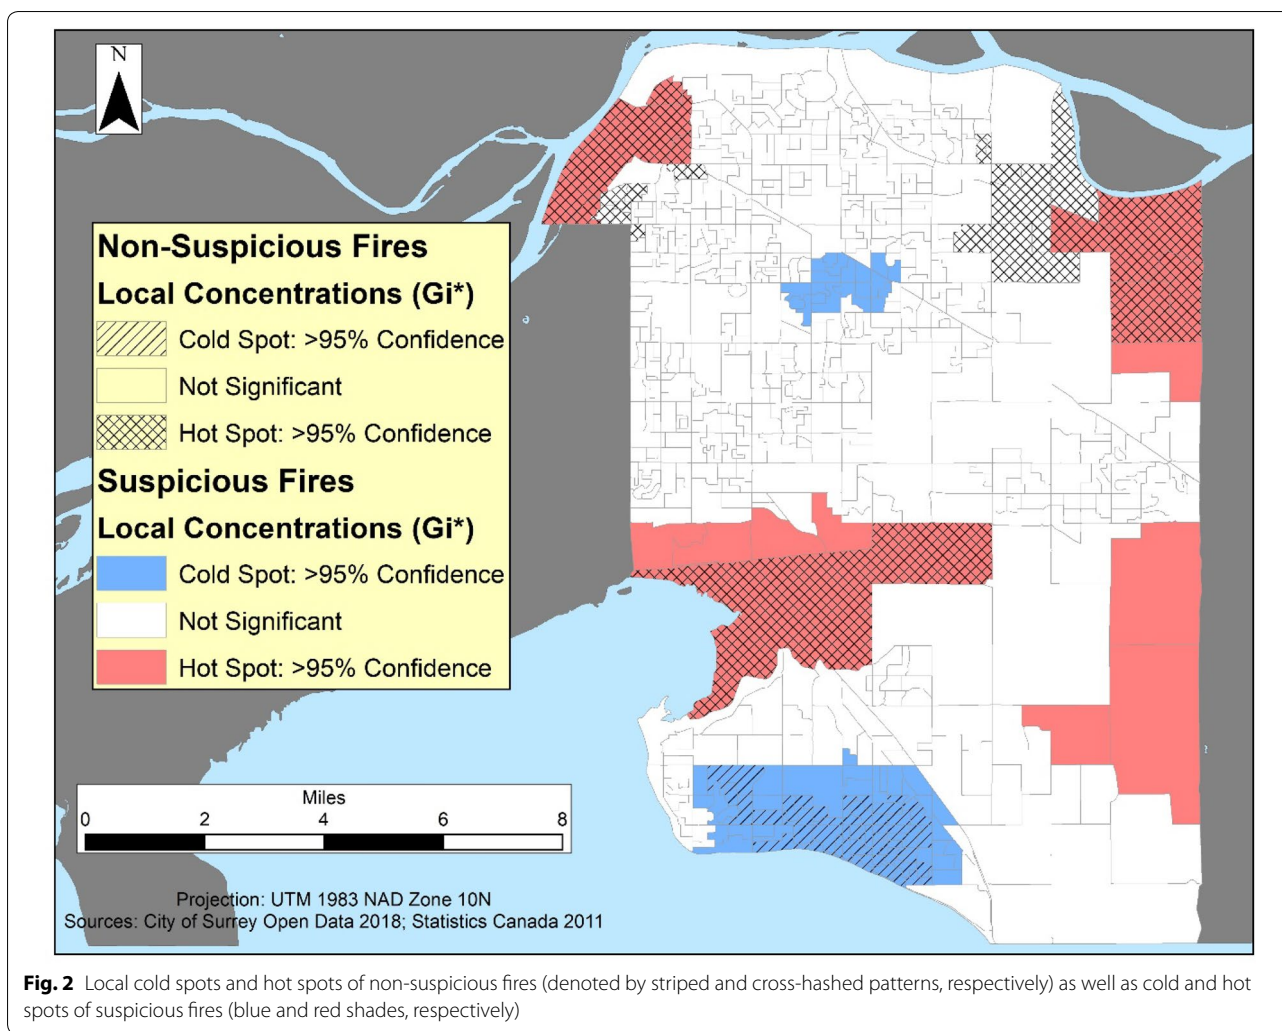 N
Non-Suspicious Fires
Local Concentrations (Gi*)
Cold Spot: >95% Confidence
Not Significant
Hot Spot: >95% Confidence
Suspicious Fires
Local Concentrations (Gi*)
Cold Spot: >95% Confidence
Not Significant
Hot Spot: >95% Confidence
Miles
0 2 4 6 8
Projection: UTM 1983 NAD Zone 10N
Sources: City of Surrey Open Data 2018; Statistics Canada 2011
Fig. 2 Local cold spots and hot spots of non-suspicious fires (denoted by striped and cross-hashed patterns, respectively) as well as cold and hot
spots of suspicious fires (blue and red shades, respectively)